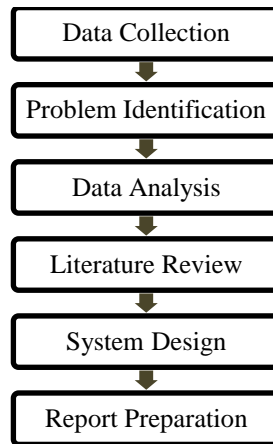 Data Collection
Problem Identification
Data Analysis
Literature Review
System Design
Report Preparation